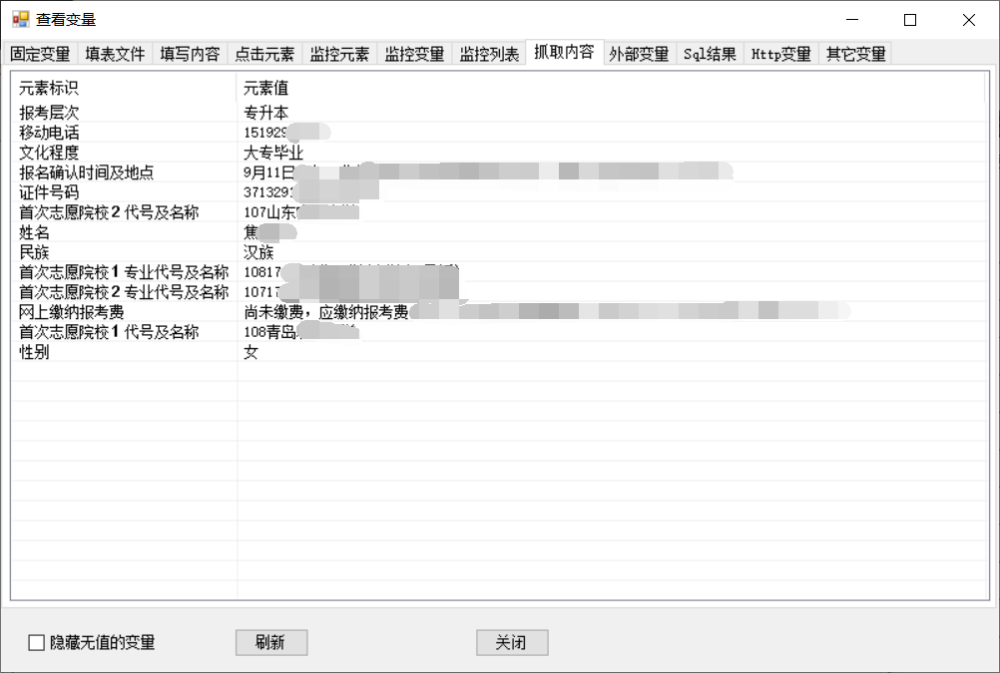 查看变量
固定变量 填表文件 填写内容 点击元素 监控元素 监控变量 监控列表 抓取内容 外部变量 Sql结果 Http变量 其它变量
元素标识 元素值
报考层次 专升本
移动电话 151929
文化程度 大专毕业
报名确认时间及地点 9月11日
证件号码 3713291
首次志愿院校2代号及名称 107山东
姓名 焦
民族 汉族
首次志愿院校1专业代号及名称 10817
首次志愿院校2专业代号及名称 10717
网上缴纳报考费 尚未缴费，应缴纳报考费
首次志愿院校1代号及名称 108青岛
性别 女
隐藏无值的变量 刷新 关闭